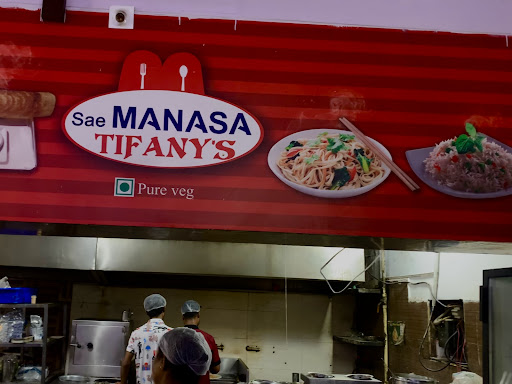 Sae MANASA
TIFANY'S
Pure veg